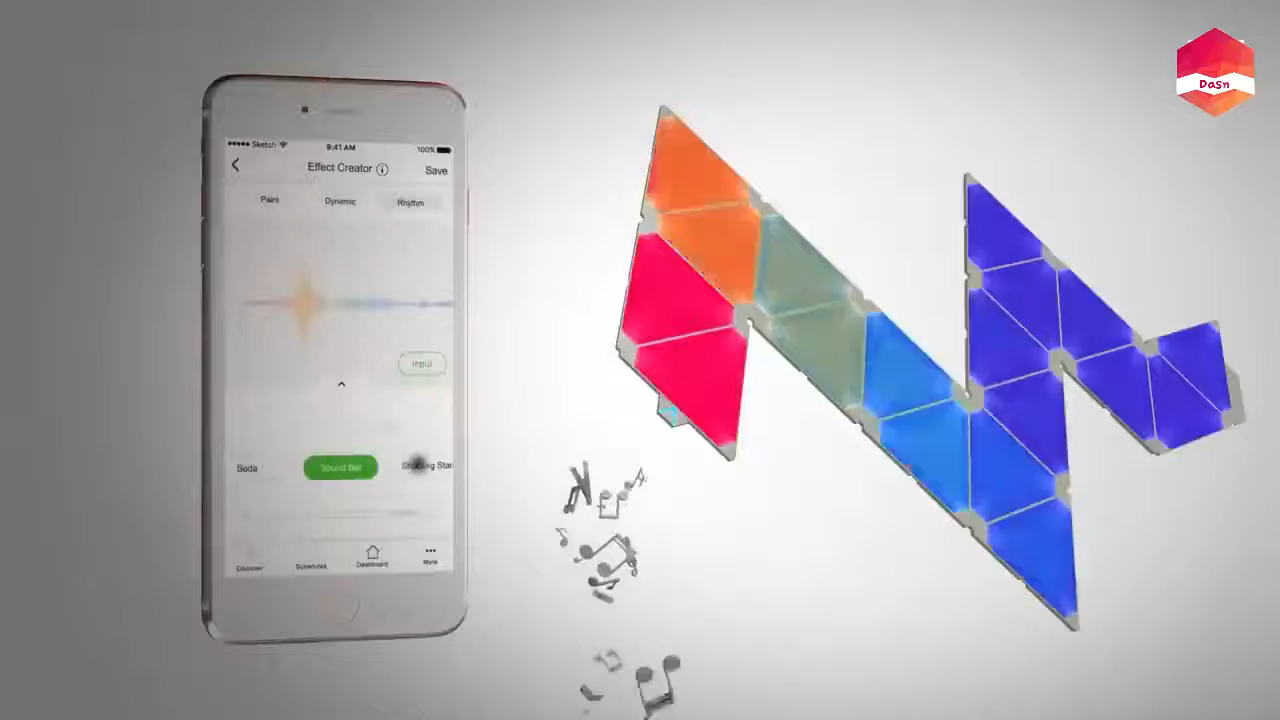 DaSn
Sketch 9:41 AM 100%
Effect Creator Save
Paint Dynamic Rhythm
Input
Soda Sound Bar
Discover Schedules Dashboard More